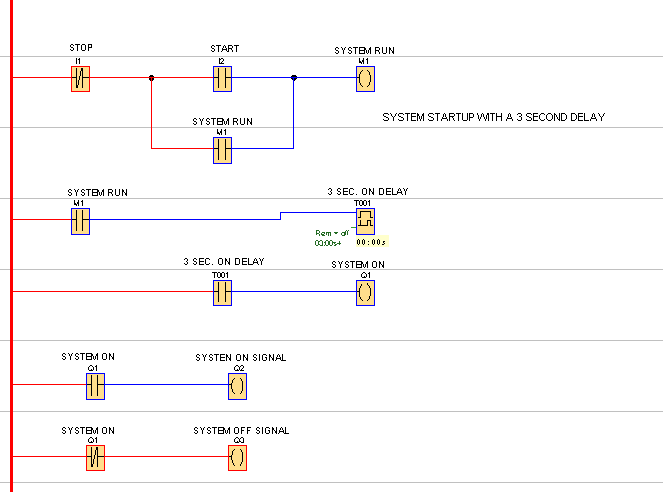 STOP START SYSTEM RUN
I1 I2 M1
SYSTEM RUN
M1
SYSTEM STARTUP WITH A 3 SECOND DELAY
SYSTEM RUN 3 SEC. ON DELAY
M1 T001
Rem = off
03:00s+ 00:00s
3 SEC. ON DELAY SYSTEM ON
T001 Q1
SYSTEM ON SYSTEN ON SIGNAL
Q1 Q2
SYSTEM ON SYSTEM OFF SIGNAL
Q1 Q3